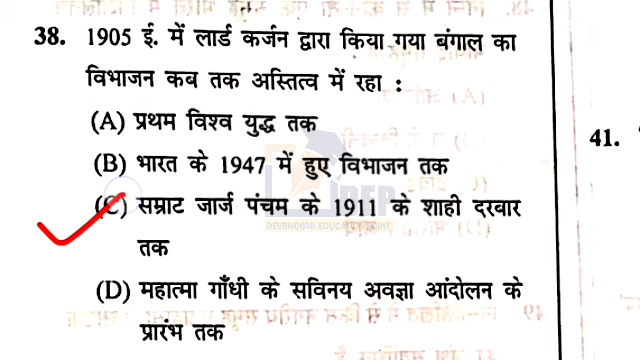 38. 1905 ई. में लार्ड कर्जन द्वारा किया गया बंगाल का
विभाजन कब तक अस्तित्व में रहा :
(A) प्रथम विश्व युद्ध तक
(B) भारत के 1947 में हुए विभाजन तक
(C) सम्राट जार्ज पंचम के 1911 के शाही दरबार
तक
(D) महात्मा गाँधी के सविनय अवज्ञा आंदोलन के
प्रारंभ तक
41.